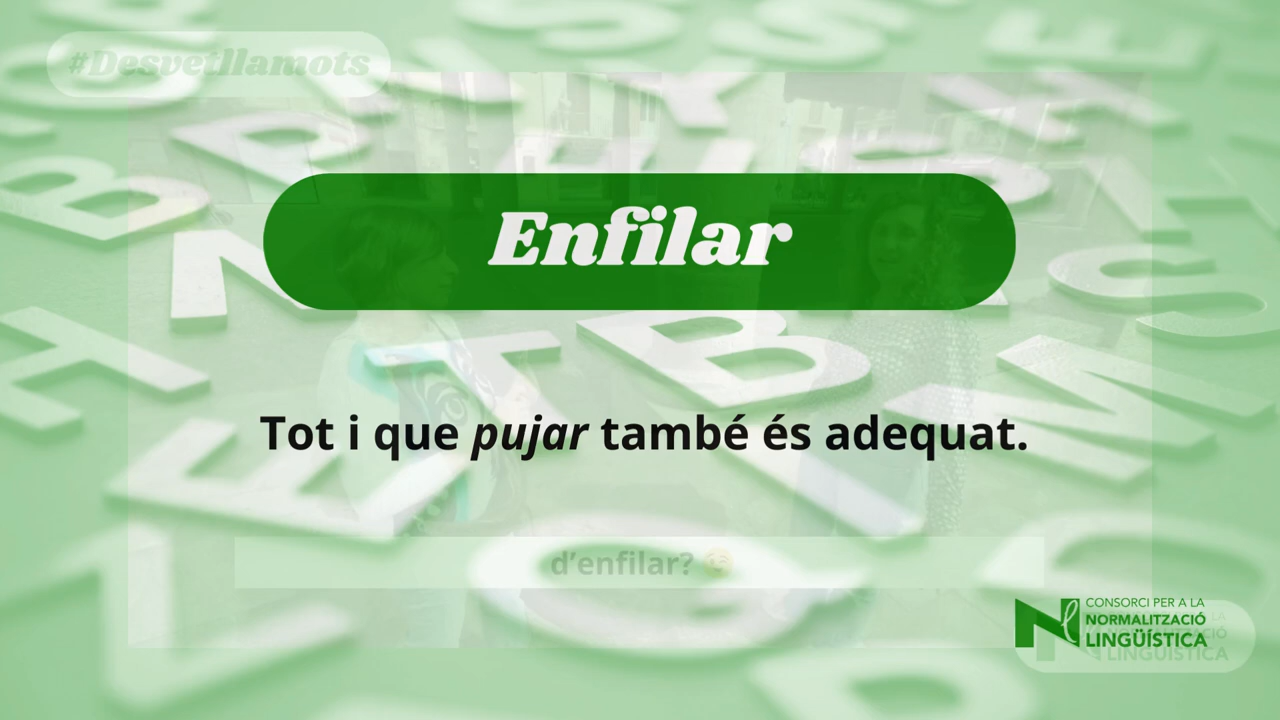 #Desvetllamots
Enfilar
Tot i que pujar també és adequat.
d'enfilar? 😉
CONSORCI PER A LA
NORMALITZACIÓ
LINGÜÍSTICA